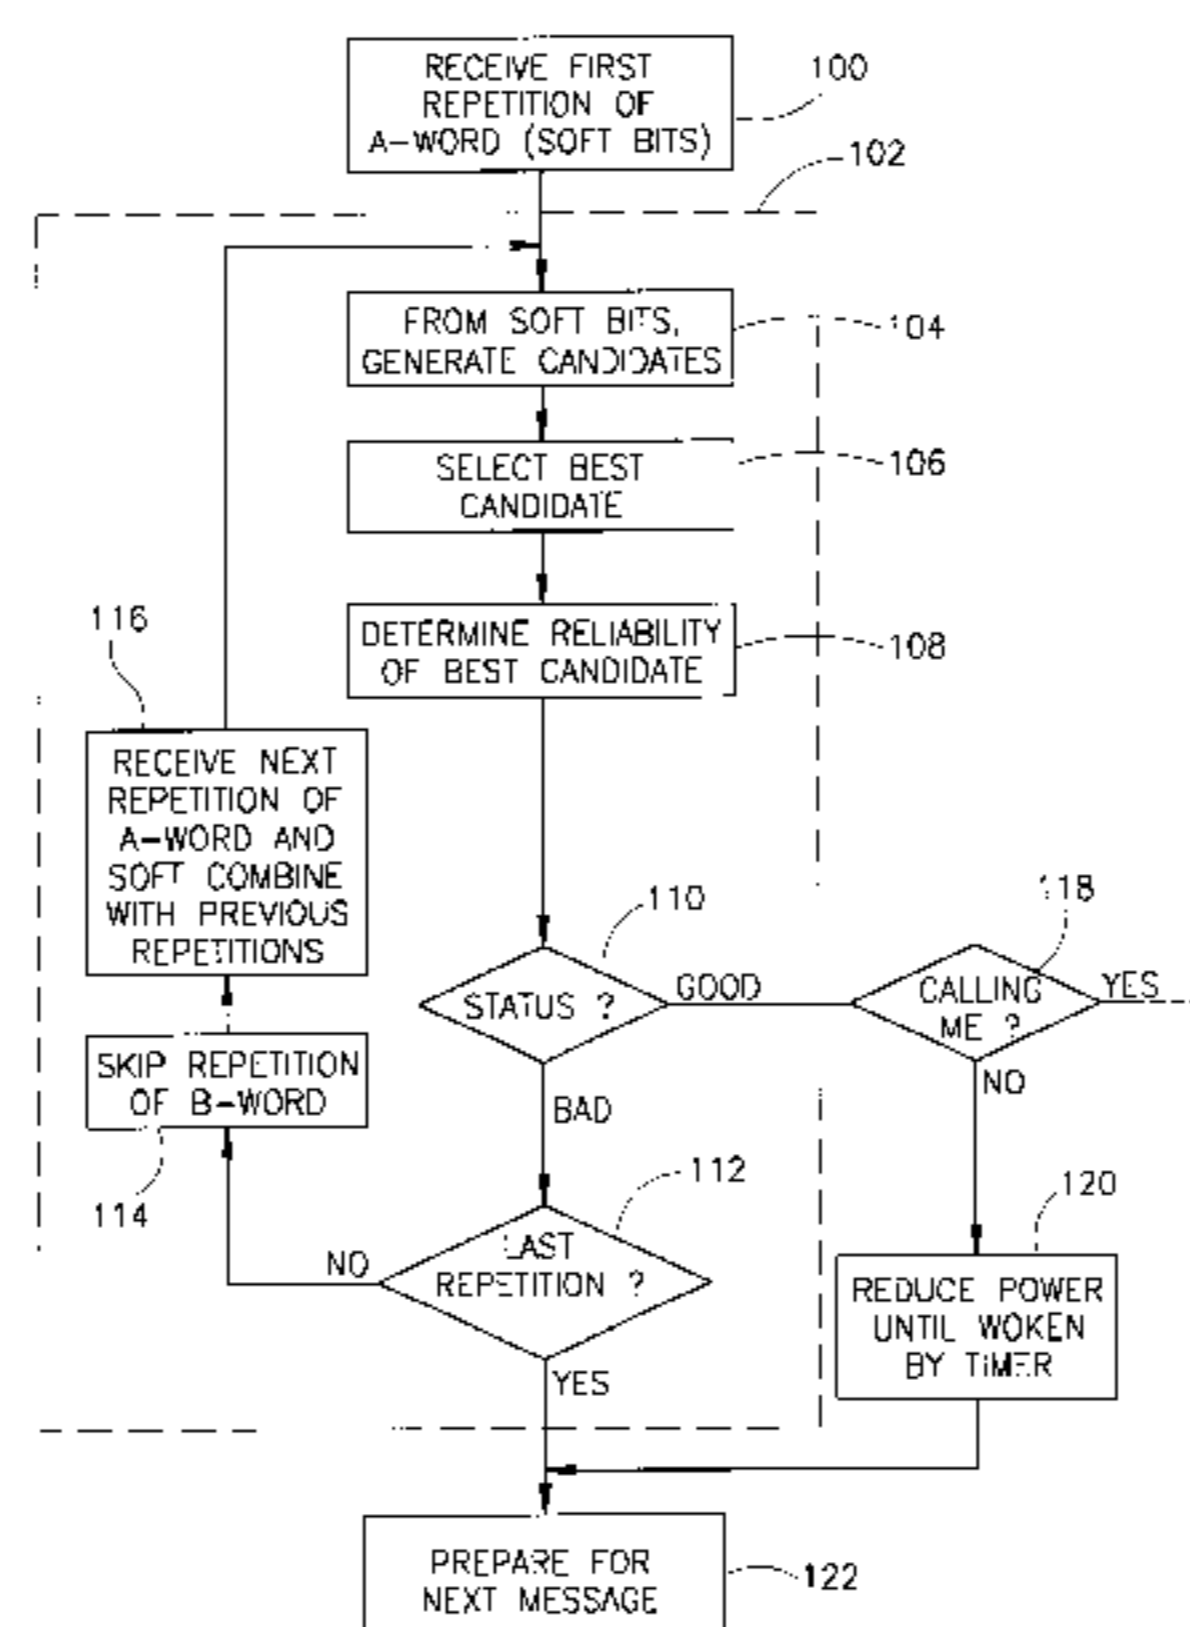 RECEIVE FIRST
REPETITION OF
A-WORD (SOFT BITS)
100
102
FROM SOFT BITS,
GENERATE CANDIDATES
104
SELECT BEST
CANDIDATE
106
DETERMINE RELIABILITY
OF BEST CANDIDATE
108
116
RECEIVE NEXT
REPETITION OF
A-WORD AND
SOFT COMBINE
WITH PREVIOUS
REPETITIONS
110
STATUS ?
GOOD
118
CALLING
ME ?
YES
NO
SKIP REPETITION
OF B-WORD
114
BAD
112
LAST
REPETITION ?
NO
YES
120
REDUCE POWER
UNTIL WOKEN
BY TIMER
PREPARE FOR
NEXT MESSAGE
122